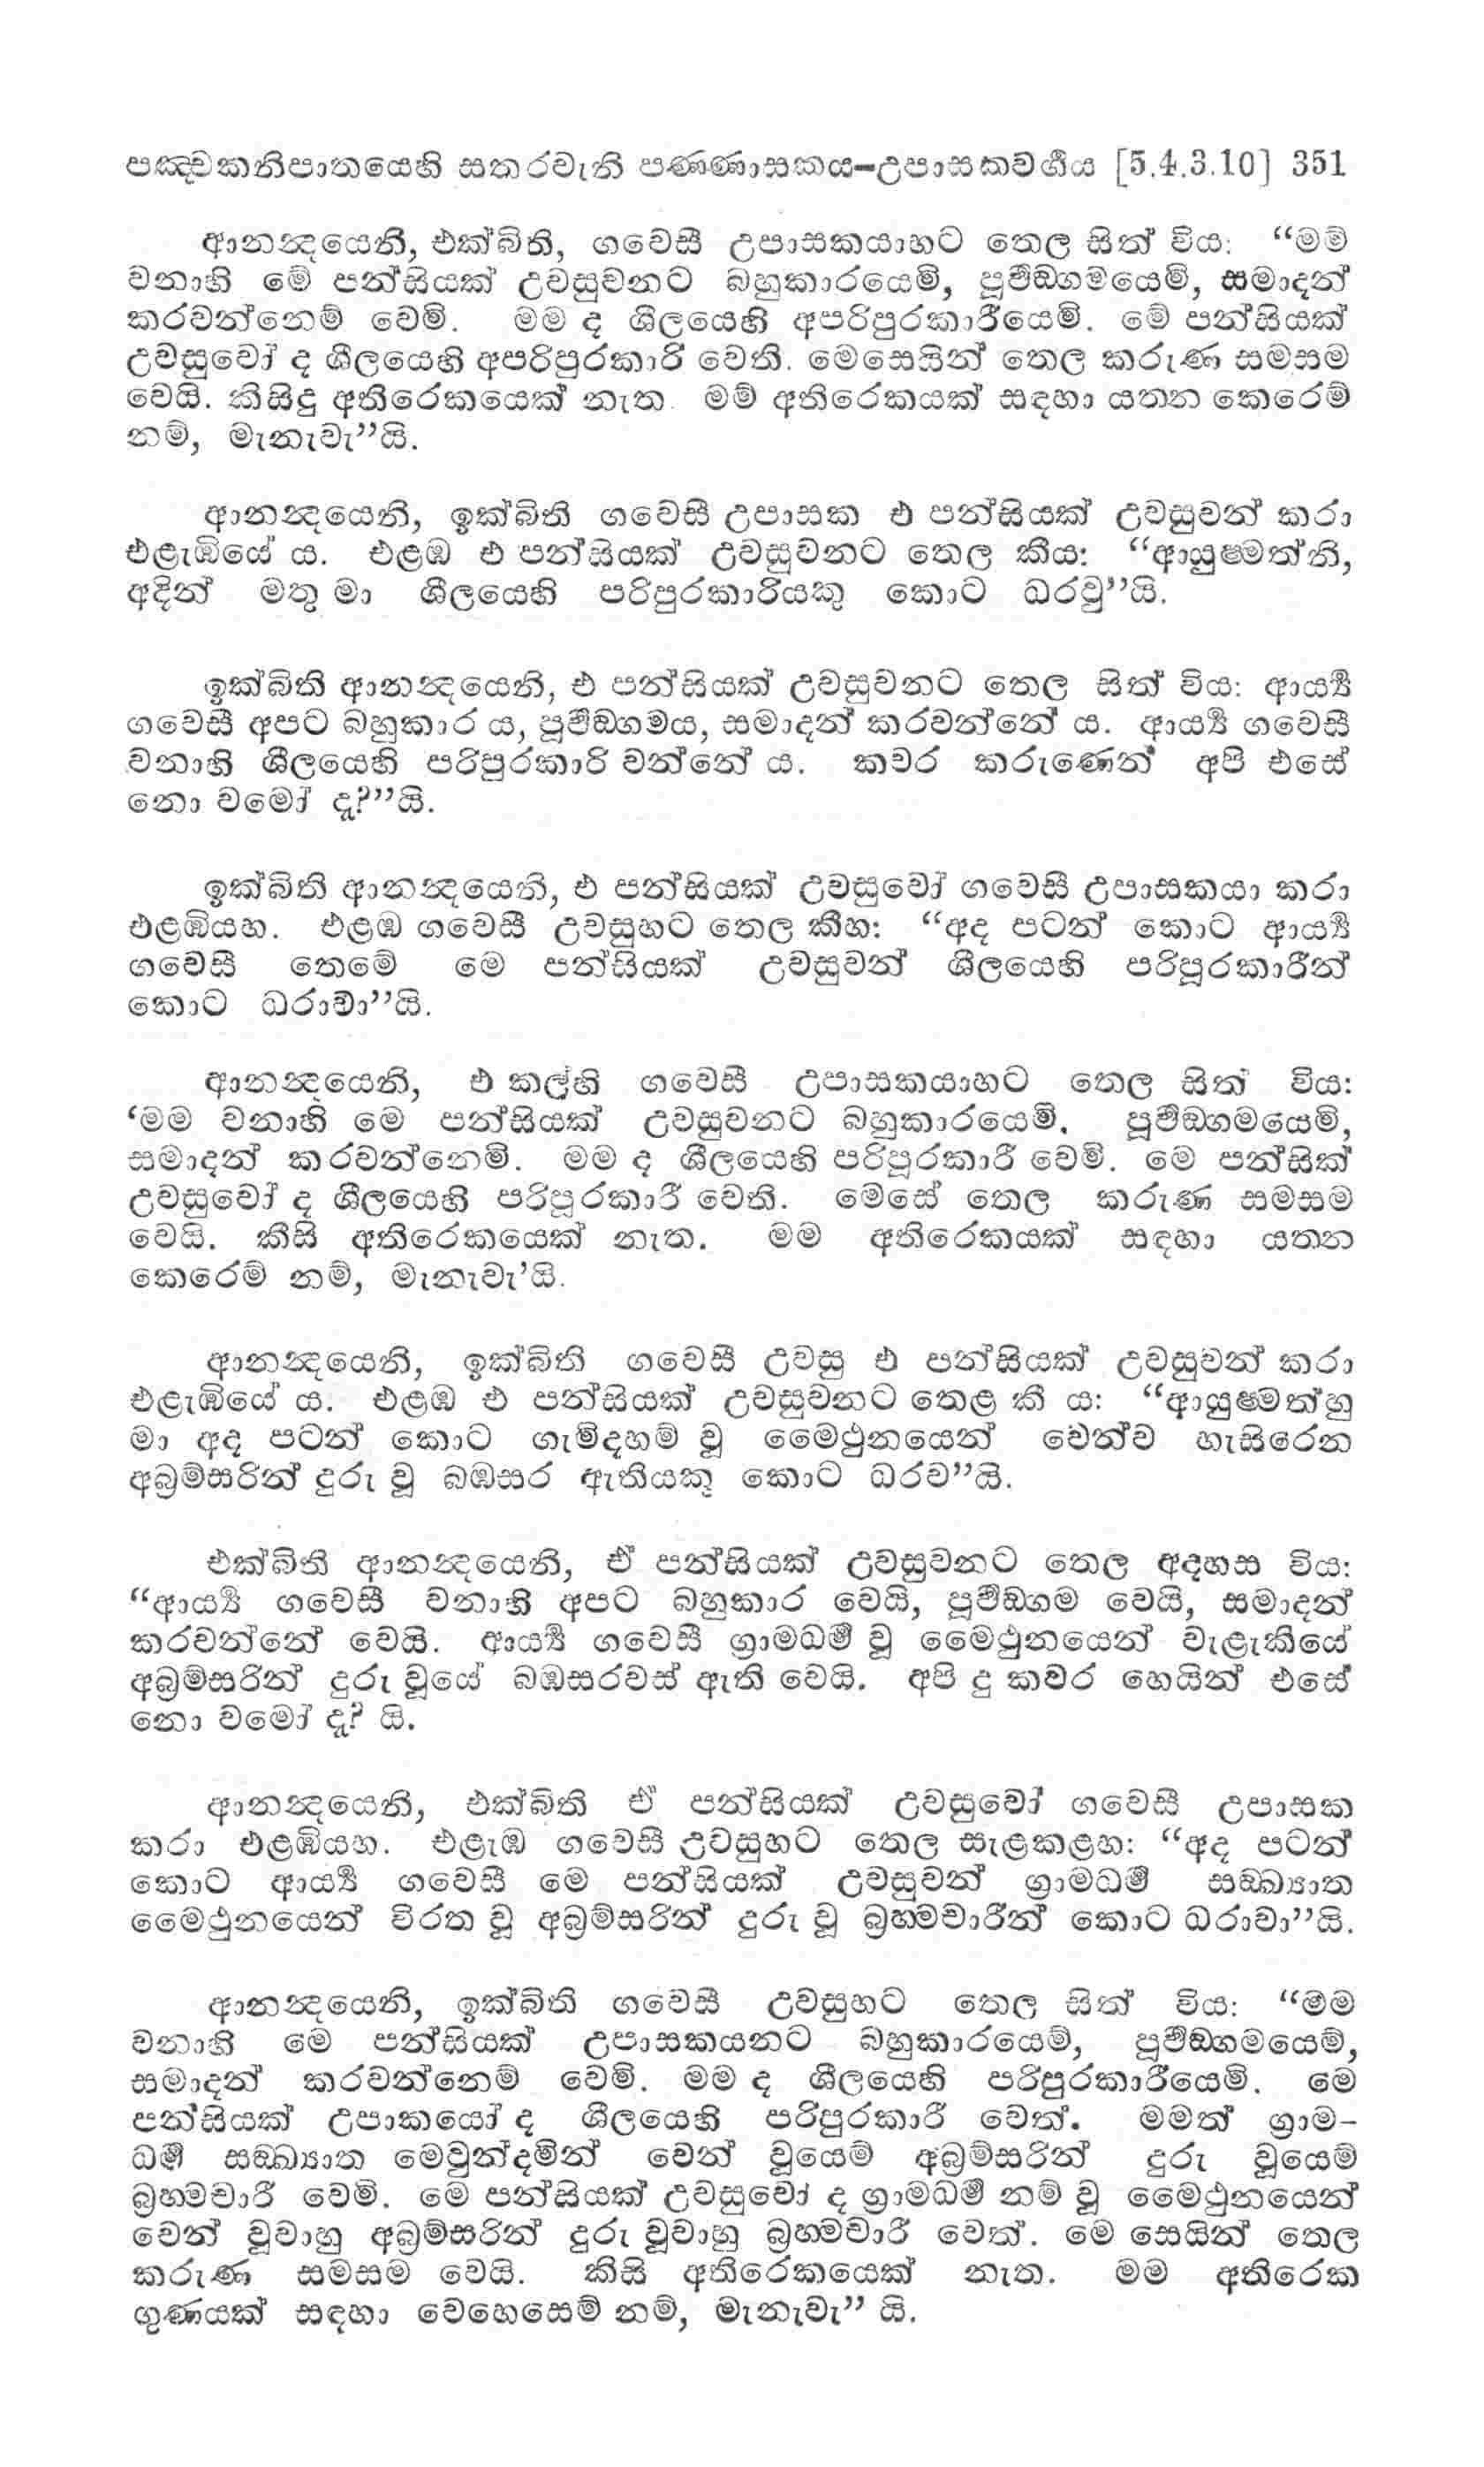 පඤ්චකනිපාතයෙහි සතරවැනි පණ්ණාසකය–උපාසකවර්ගය [5.4.3.10] 351
ආනන්දයෙනි, එක්බිති, ගවෙසී උපාසකයාහට තෙල සිත් විය: “මම්
වනාහි මේ පන්සියක් උවසුවනට බහුකාරයෙමි, පූර්වඞ්ගමයෙමි, සමාදන්
කරවන්නෙම් වෙමි. මම ද ශීලයෙහි අපරිපුරකාරීයෙමි. මේ පන්සියක්
උවසුවෝ ද ශීලයෙහි අපරිපුරකාරි වෙති. මෙසෙයින් තෙල කරුණ සමසම
වෙයි. කිසිදු අතිරේකයෙක් නැත. මම් අතිරේකයක් සඳහා යත්න කෙරෙම්
නම්, මැනැවැ”යි.
ආනන්දයෙනි, ඉක්බිති ගවෙසී උපාසක එ පන්සියක් උවසුවන් කරා
එළැඹියේ ය. එළඹ එ පන්සියක් උවසුවනට තෙල කීය: “ආයුෂ්මත්නි,
අදින් මතු මා ශීලයෙහි පරිපුරකාරියකු කොට ධරවු”යි.
ඉක්බිති ආනන්දයෙනි, එ පන්සියක් උවසුවනට තෙල සිත් විය: ආර්‍ය්‍ය
ගවෙසී අපට බහුකාර ය, පූර්වඞ්ගමය, සමාදන් කරවන්නේ ය. ආර්‍ය්‍ය ගවෙසී
වනාහි ශීලයෙහි පරිපුරකාරි වන්නේ ය. කවර කරුණෙන් අපි එසේ
නො වමෝ දැ?”යි.
ඉක්බිති ආනන්දයෙනි, එ පන්සියක් උවසුවෝ ගවෙසී උපාසකයා කරා
එළඹියහ. එළඹ ගවෙසී උවසුහට තෙල කීහ: “අද පටන් කොට ආර්‍ය්‍ය
ගවෙසී තෙමේ මෙ පන්සියක් උවසුවන් ශීලයෙහි පරිපූරකාරීන්
කොට ධරාවා”යි.
ආනන්දයෙනි, එ කල්හි ගවෙසී උපාසකයාහට තෙල සිත් විය:
‘මම වනාහි මෙ පන්සියක් උවසුවනට බහුකාරයෙමි. පූර්වඞ්ගමයෙමි,
සමාදන් කරවන්නෙමි. මම ද ශීලයෙහි පරිපූරකාරී වෙමි. මෙ පන්සික්
උවසුවෝ ද ශීලයෙහි පරිපූරකාරී වෙති. මෙසේ තෙල කරුණ සමසම
වෙයි. කිසි අතිරේකයෙක් නැත. මම අතිරේකයක් සඳහා යත්න
කෙරෙම් නම්, මැනැවැ’යි.
ආනන්දයෙනි, ඉක්බිති ගවෙසී උවසු එ පන්සියක් උවසුවන් කරා
එළැඹියේ ය. එළඹ එ පන්සියක් උවසුවනට තෙළ කී ය: “ආයුෂ්මත්හු
මා අද පටන් කොට ගැම්දහම් වූ මෛථුනයෙන් වෙන්ව හැසිරෙන
අබ්‍රම්සරින් දුරු වූ බඹසර ඇතියකු කොට ධරව”යි.
එක්බිති ආනන්දයෙනි, ඒ පන්සියක් උවසුවනට තෙල අදහස විය:
“ආර්‍ය්‍ය ගවෙසී වනාහි අපට බහුකාර වෙයි, පූර්වඞ්ගම වෙයි, සමාදන්
කරවන්නේ වෙයි. ආර්‍ය්‍ය ගවෙසී ග්‍රාමධර්ම වූ මෛථුනයෙන් වැළැකියේ
අබ්‍රම්සරින් දුරු වූයේ බඹසරවස් ඇති වෙයි. අපි දු කවර හෙයින් එසේ
නො වමෝ දැ? යි.
ආනන්දයෙනි, එක්බිති ඒ පන්සියක් උවසුවෝ ගවෙසී උපාසක
කරා එළඹියහ. එළැඹ ගවෙසී උවසුහට තෙල සැළකළහ: “අද පටන්
කොට ආර්‍ය්‍ය ගවෙසී මෙ පන්සියක් උවසුවන් ග්‍රාමධර්ම සඞ්ඛ්‍යාත
මෛථුනයෙන් විරත වූ අබ්‍රම්සරින් දුරු වූ බ්‍රහ්මචාරීන් කොට ධරාවා”යි.
ආනන්දයෙනි, ඉක්බිති ගවෙසී උවසුහට තෙල සිත් විය: “මම
වනාහි මෙ පන්සියක් උපාසකයනට බහුකාරයෙම්, පූර්වඞ්ගමයෙම්,
සමාදන් කරවන්නෙම් වෙමි. මම ද ශීලයෙහි පරිපුරකාරීයෙමි. මෙ
පන්සියක් උපාකයෝ ද ශීලයෙහි පරිපුරකාරී වෙත්. මමත් ග්‍රාම-
ධර්ම සඞ්ඛ්‍යාත මෙවුන්දමින් වෙන් වූයෙම් අබ්‍රම්සරින් දුරු වූයෙම්
බ්‍රහ්මචාරී වෙමි. මෙ පන්සියක් උවසුවෝ ද ග්‍රාමධර්ම නම් වූ මෛථුනයෙන්
වෙන් වූවාහු අබ්‍රම්සරින් දුරු වූවාහු බ්‍රහ්මචාරී වෙත්. මෙ සෙයින් තෙල
කරුණ සමසම වෙයි. කිසි අතිරේකයෙක් නැත. මම අතිරේක
ගුණයක් සඳහා වෙහෙසෙම් නම්, මැනැවැ” යි.